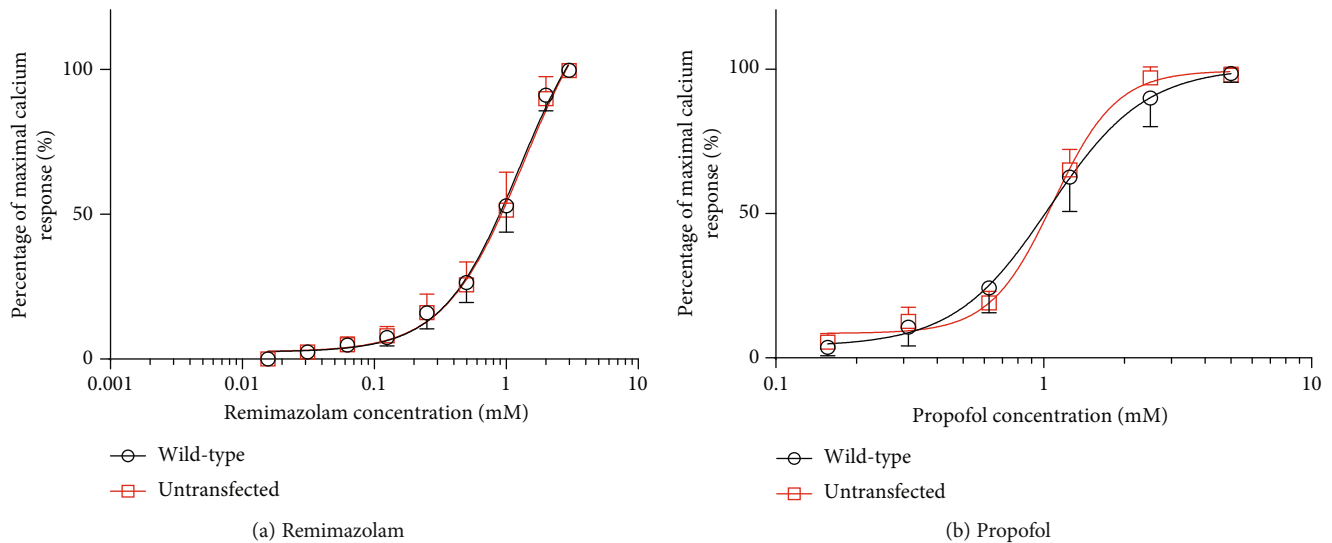 Percentage of maximal calcium
response (%)
100
50
0
0.001
0.01
0.1
1
10
Remimazolam concentration (mM)
Wild-type
Untransfected
(a) Remimazolam
Percentage of maximal calcium
response (%)
100
50
0
0.1
1
10
Propofol concentration (mM)
Wild-type
Untransfected
(b) Propofol